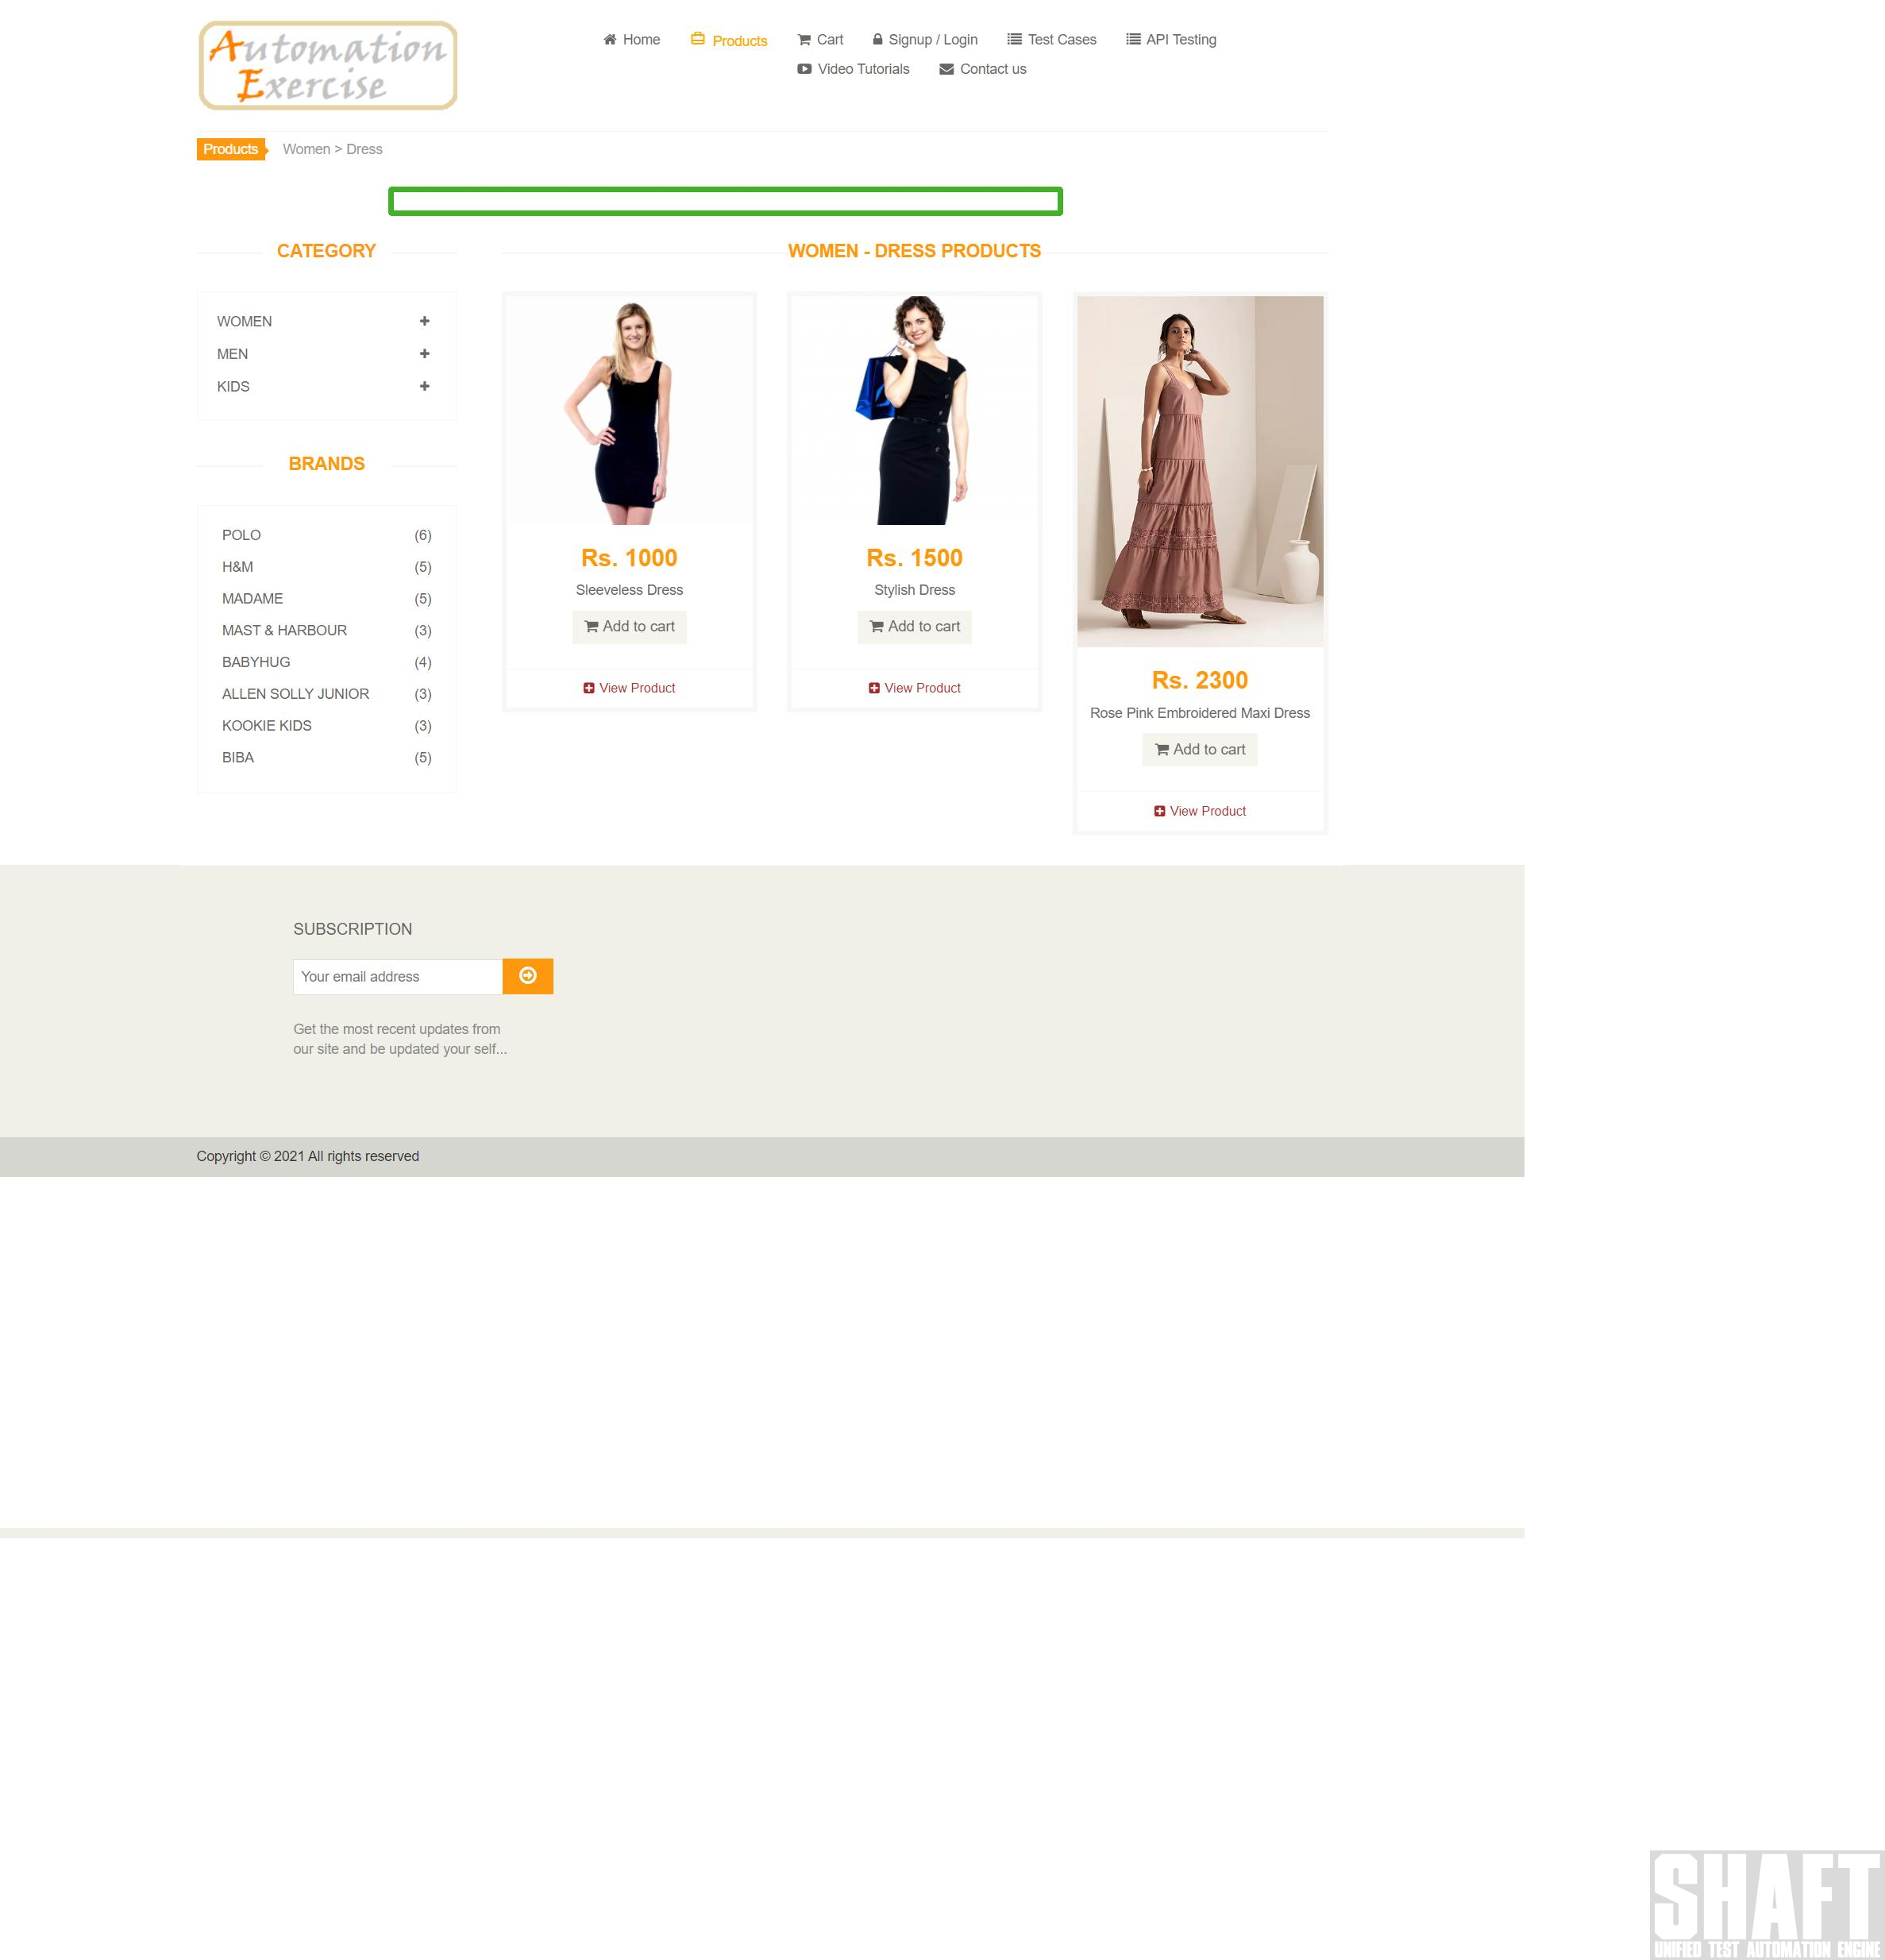 Automation
Exercise
Home
Products
Cart
Signup / Login
Test Cases
API Testing
Video Tutorials
Contact us
Products
Women > Dress
CATEGORY
WOMEN
MEN
KIDS
BRANDS
POLO (6)
H&M (5)
MADAME (5)
MAST & HARBOUR (3)
BABYHUG (4)
ALLEN SOLLY JUNIOR (3)
KOOKIE KIDS (3)
BIBA (5)
WOMEN - DRESS PRODUCTS
Rs. 1000
Sleeveless Dress
Add to cart
View Product
Rs. 1500
Stylish Dress
Add to cart
View Product
Rs. 2300
Rose Pink Embroidered Maxi Dress
Add to cart
View Product
SUBSCRIPTION
Your email address
Get the most recent updates from
our site and be updated your self...
Copyright © 2021 All rights reserved
SHAFT
UNIFIED TEST AUTOMATION ENGINE